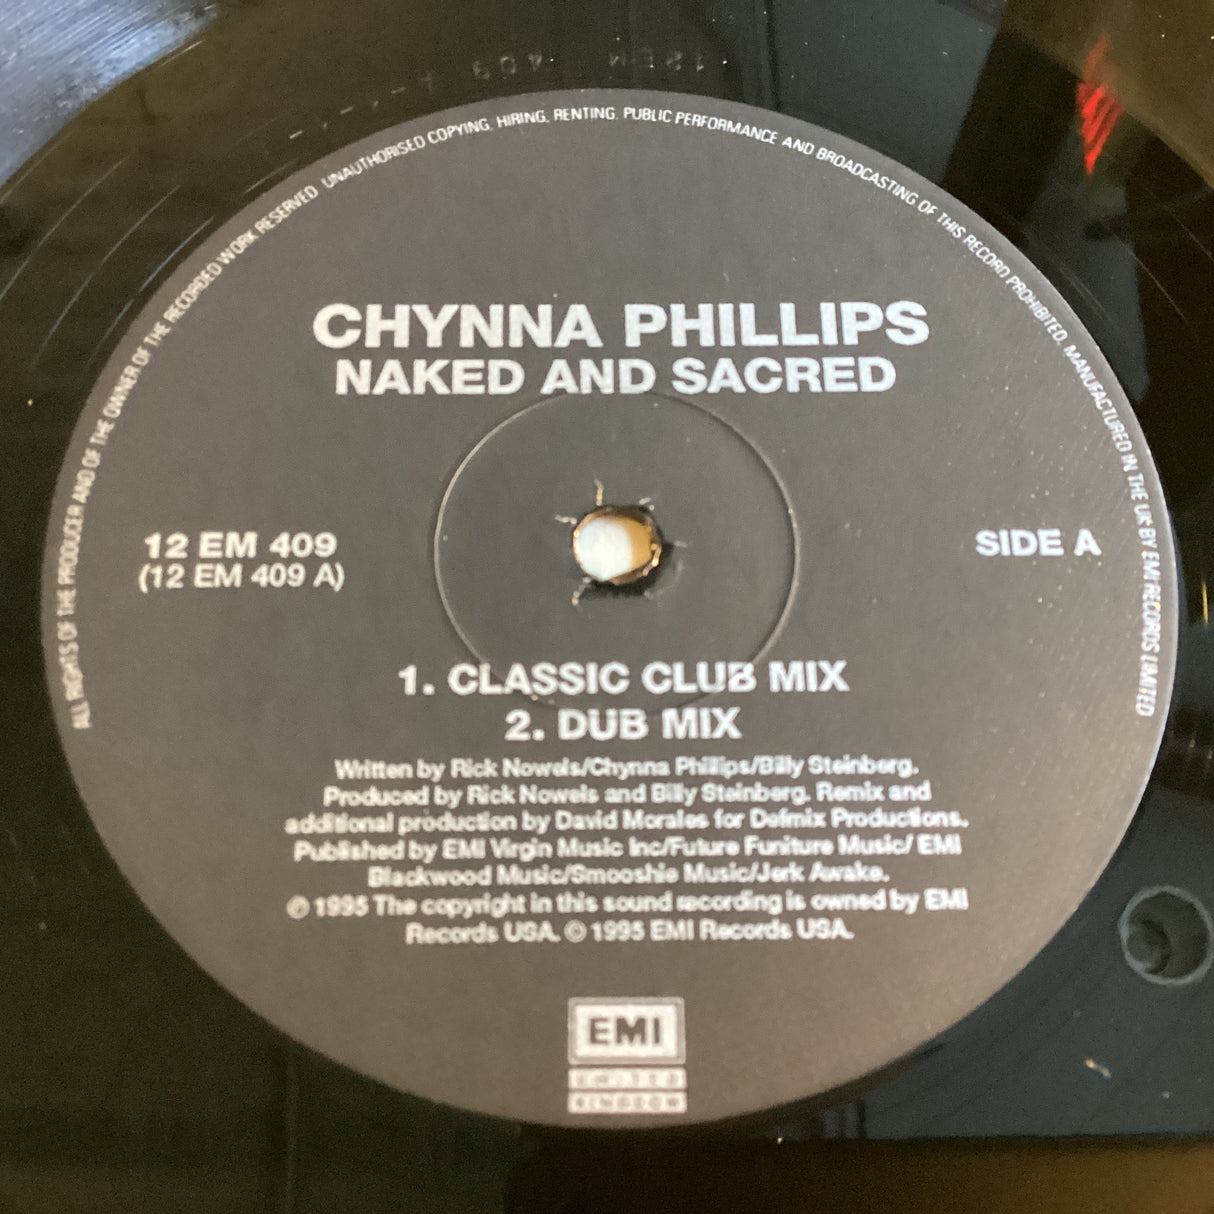 12EM 409 A-1-1-
ALL RIGHTS OF THE PRODUCER AND OF THE OWNER OF THE RECORDED WORK RESERVED. UNAUTHORISED COPYING, HIRING, RENTING, PUBLIC PERFORMANCE AND BROADCASTING OF THIS RECORD PROHIBITED. MANUFACTURED IN THE UK BY EMI RECORDS LIMITED
CHYNNA PHILLIPS
NAKED AND SACRED
12 EM 409
(12 EM 409 A)
SIDE A
1. CLASSIC CLUB MIX
2. DUB MIX
Written by Rick Nowels/Chynna Phillips/Billy Steinberg.
Produced by Rick Nowels and Billy Steinberg. Remix and
additional production by David Morales for Defmix Productions.
Published by EMI Virgin Music Inc/Future Funiture Music/ EMI
Blackwood Music/Smooshie Music/Jerk Awake.
℗ 1995 The copyright in this sound recording is owned by EMI
Records USA. © 1995 EMI Records USA.
EMI
UNITED
KINGDOM